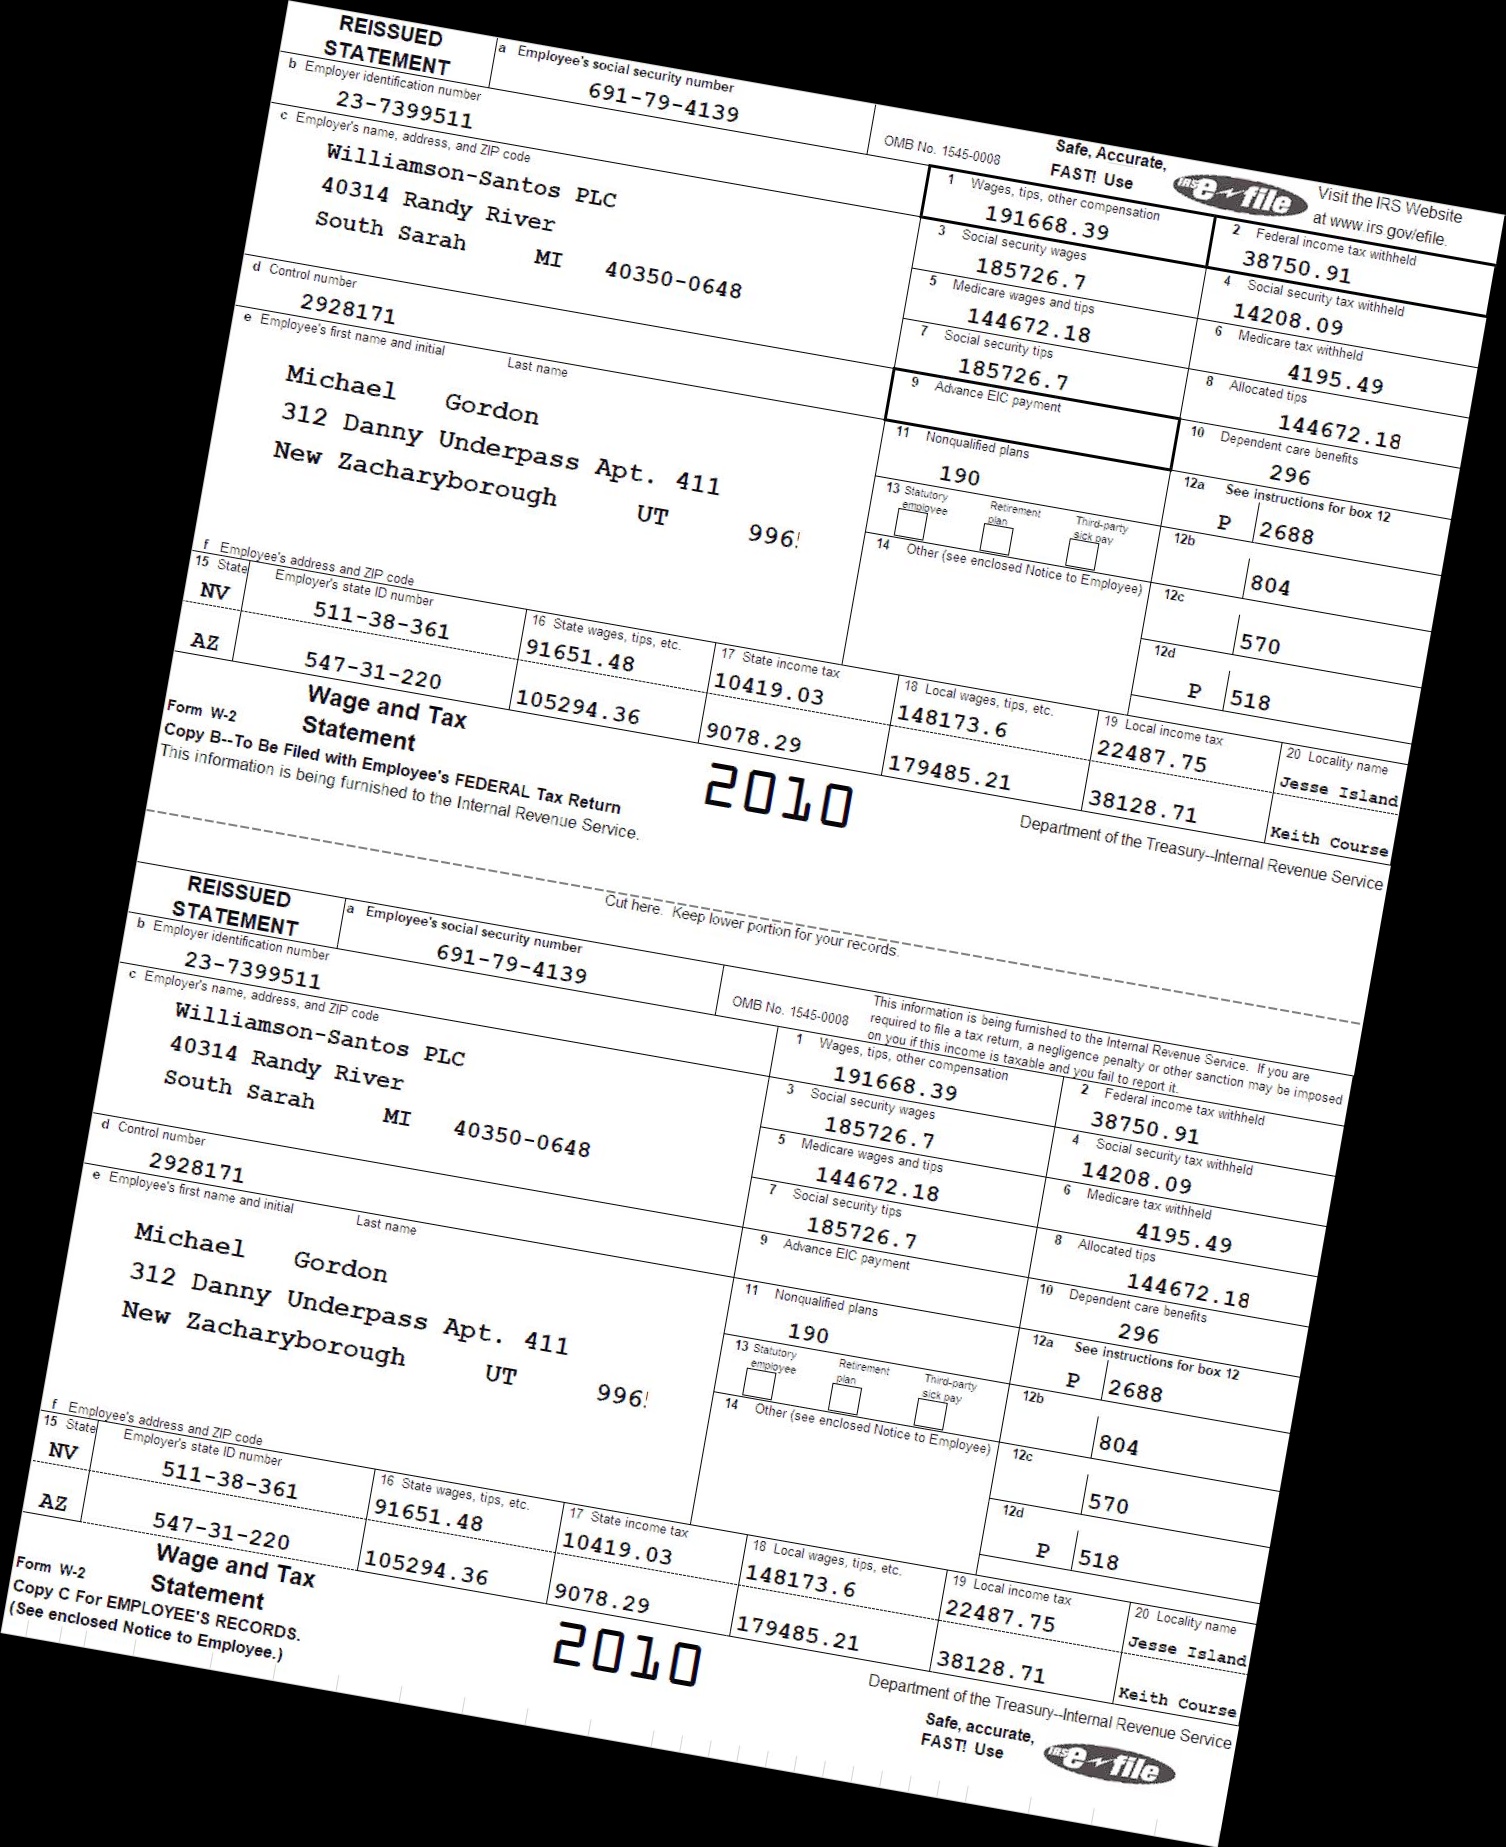 REISSUED
STATEMENT
a Employee's social security number
691-79-4139
OMB No. 1545-0008
Safe, Accurate,
FAST! Use
IRS e-file
Visit the IRS Website
at www irs gov/efile.
b Employer identification number
23-7399511
c Employer's name, address, and ZIP code
Williamson-Santos PLC
40314 Randy River
South Sarah MI 40350-0648
1 Wages, tips, other compensation
191668.39
2 Federal income tax withheld
38750.91
3 Social security wages
185726.7
4 Social security tax withheld
14208.09
5 Medicare wages and tips
144672.18
6 Medicare tax withheld
4195.49
d Control number
2928171
7 Social security tips
185726.7
8 Allocated tips
144672.18
e Employee's first name and initial Last name
Michael Gordon
312 Danny Underpass Apt. 411
New Zacharyborough UT 996
9 Advance EIC payment
10 Dependent care benefits
296
11 Nonqualified plans
190
12a See instructions for box 12
P 2688
13 Statutory employee Retirement plan Third-party sick pay
12b
804
14 Other (see enclosed Notice to Employee)
12c
570
12d
P 518
f Employee's address and ZIP code
15 State Employer's state ID number
NV 511-38-361
AZ 547-31-220
16 State wages, tips, etc.
91651.48
105294.36
17 State income tax
10419.03
9078.29
18 Local wages, tips, etc.
148173.6
179485.21
19 Local income tax
22487.75
38128.71
20 Locality name
Jesse Island
Keith Course
Form W-2
Wage and Tax
Statement
2010
Department of the Treasury--Internal Revenue Service
Copy B--To Be Filed with Employee's FEDERAL Tax Return
This information is being furnished to the Internal Revenue Service.
Cut here. Keep lower portion for your records.
REISSUED
STATEMENT
a Employee's social security number
691-79-4139
OMB No. 1545-0008
This information is being furnished to the Internal Revenue Service. If you are
required to file a tax return, a negligence penalty or other sanction may be imposed
on you if this income is taxable and you fail to report it.
b Employer identification number
23-7399511
c Employer's name, address, and ZIP code
Williamson-Santos PLC
40314 Randy River
South Sarah MI 40350-0648
1 Wages, tips, other compensation
191668.39
2 Federal income tax withheld
38750.91
3 Social security wages
185726.7
4 Social security tax withheld
14208.09
5 Medicare wages and tips
144672.18
6 Medicare tax withheld
4195.49
d Control number
2928171
7 Social security tips
185726.7
8 Allocated tips
144672.18
e Employee's first name and initial Last name
Michael Gordon
312 Danny Underpass Apt. 411
New Zacharyborough UT 996
9 Advance EIC payment
10 Dependent care benefits
296
11 Nonqualified plans
190
12a See instructions for box 12
P 2688
13 Statutory employee Retirement plan Third-party sick pay
12b
804
14 Other (see enclosed Notice to Employee)
12c
570
12d
P 518
f Employee's address and ZIP code
15 State Employer's state ID number
NV 511-38-361
AZ 547-31-220
16 State wages, tips, etc.
91651.48
105294.36
17 State income tax
10419.03
9078.29
18 Local wages, tips, etc.
148173.6
179485.21
19 Local income tax
22487.75
38128.71
20 Locality name
Jesse Island
Keith Course
Form W-2
Wage and Tax
Statement
2010
Department of the Treasury--Internal Revenue Service
Copy C For EMPLOYEE'S RECORDS.
(See enclosed Notice to Employee.)
Safe, accurate,
FAST! Use
IRS e-file